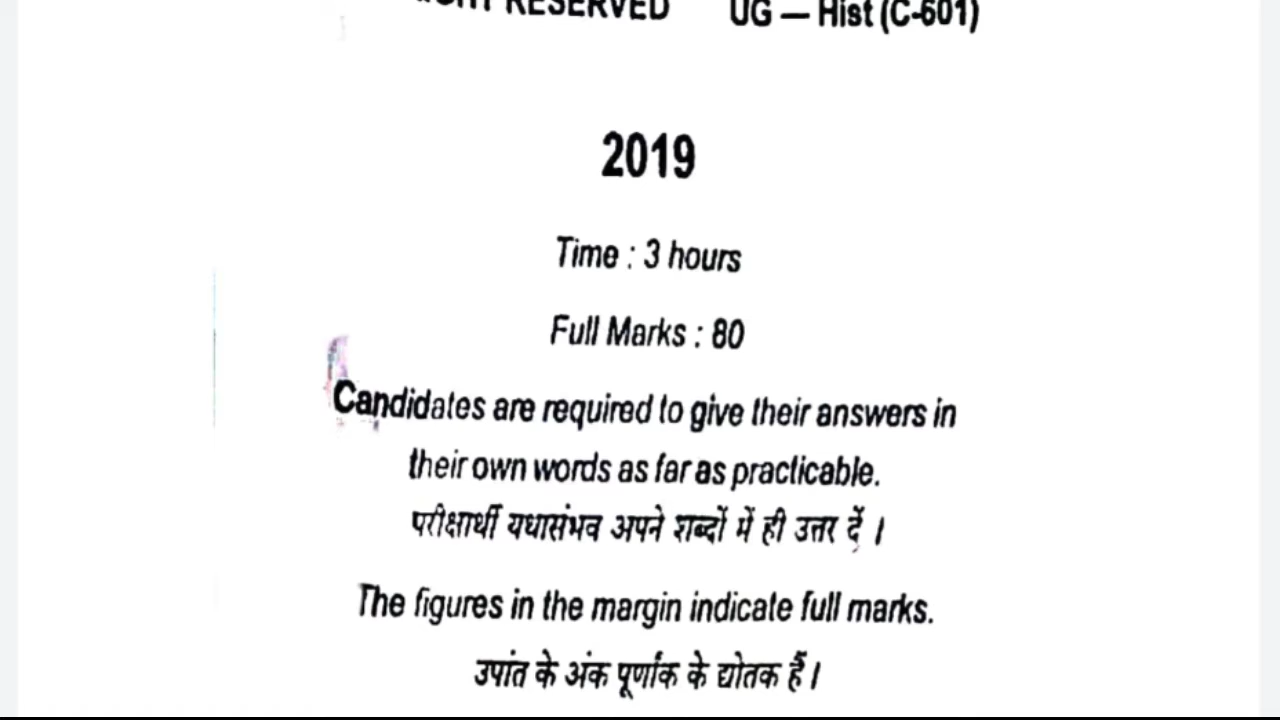 RESERVED UG — Hist (C-601)
2019
Time : 3 hours
Full Marks : 80
Candidates are required to give their answers in
their own words as far as practicable.
परीक्षार्थी यथासंभव अपने शब्दों में ही उत्तर दें ।
The figures in the margin indicate full marks.
उपांत के अंक पूर्णांक के द्योतक हैं ।